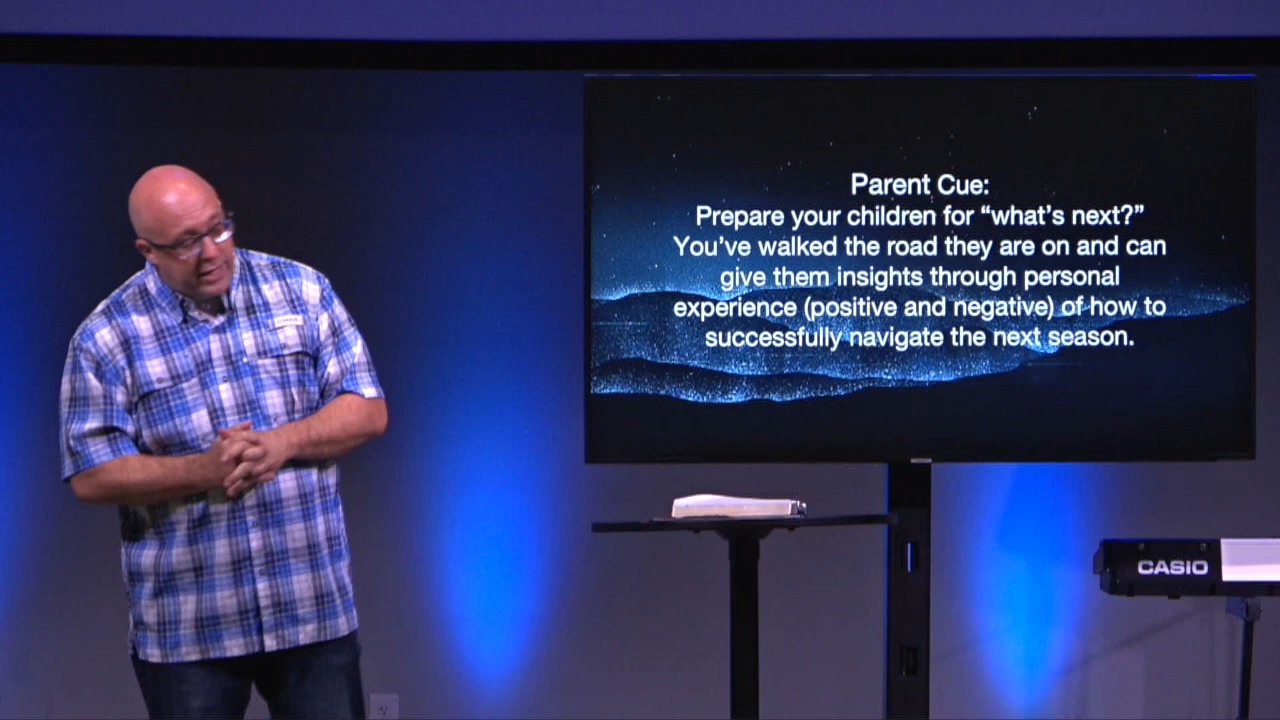 Parent Cue:
Prepare your children for “what’s next?”
You’ve walked the road they are on and can
give them insights through personal
experience (positive and negative) of how to
successfully navigate the next season.
CASIO